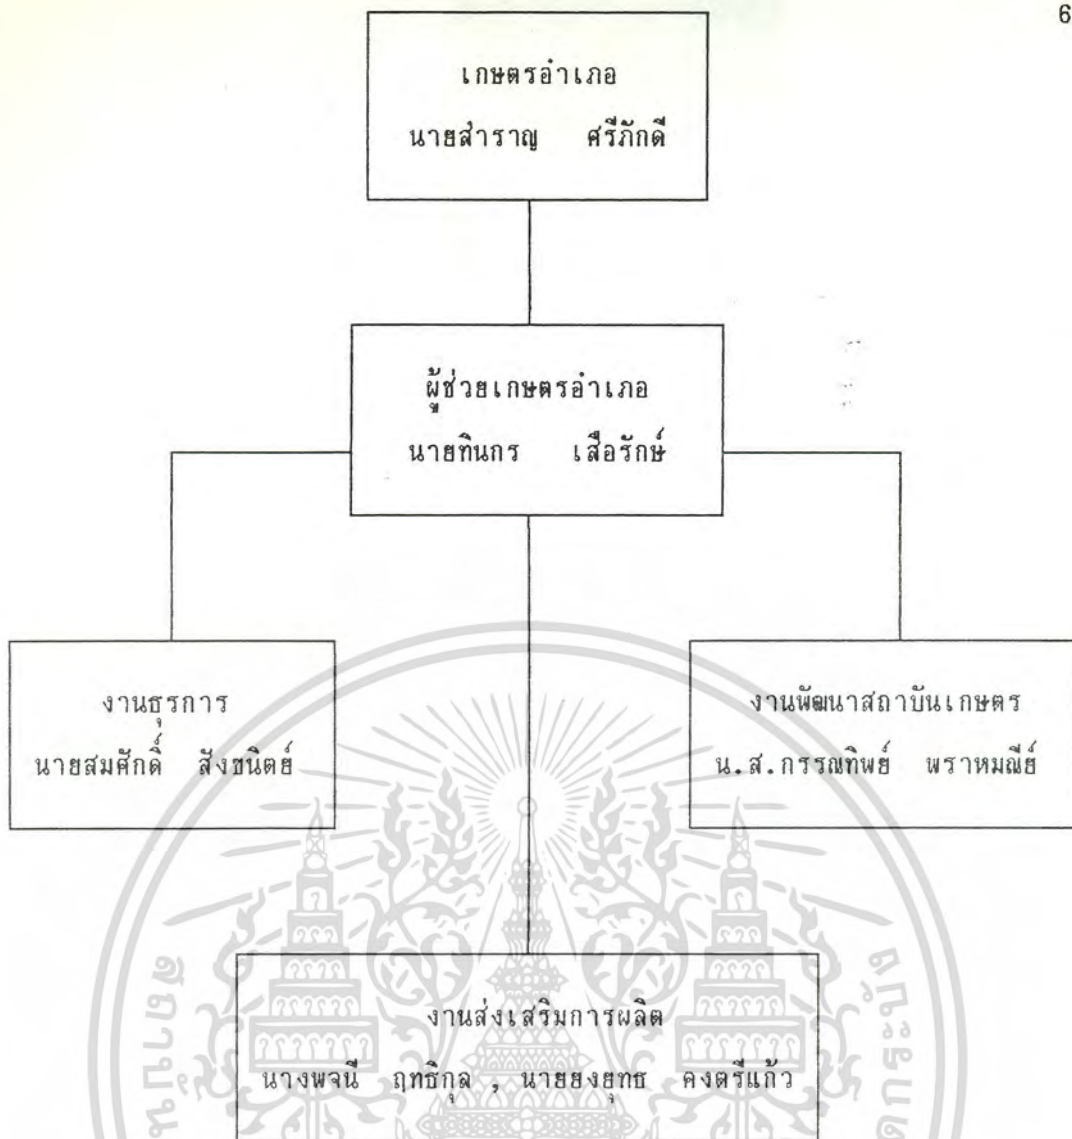 6
เกษตรอำเภอ
นายสำราญ ศรีภักดี
ผู้ช่วยเกษตรอำเภอ
นายทินกร เสือรักษ์
งานธุรการ
นายสมศักดิ์ สังขนิตย์
งานพัฒนาสถาบันเกษตร
น.ส.กรรณทิพย์ พราหมณีย์
งานส่งเสริมการผลิต
นางพจนี ฤทธิกุล , นายยงยุทธ คงตรีแก้ว